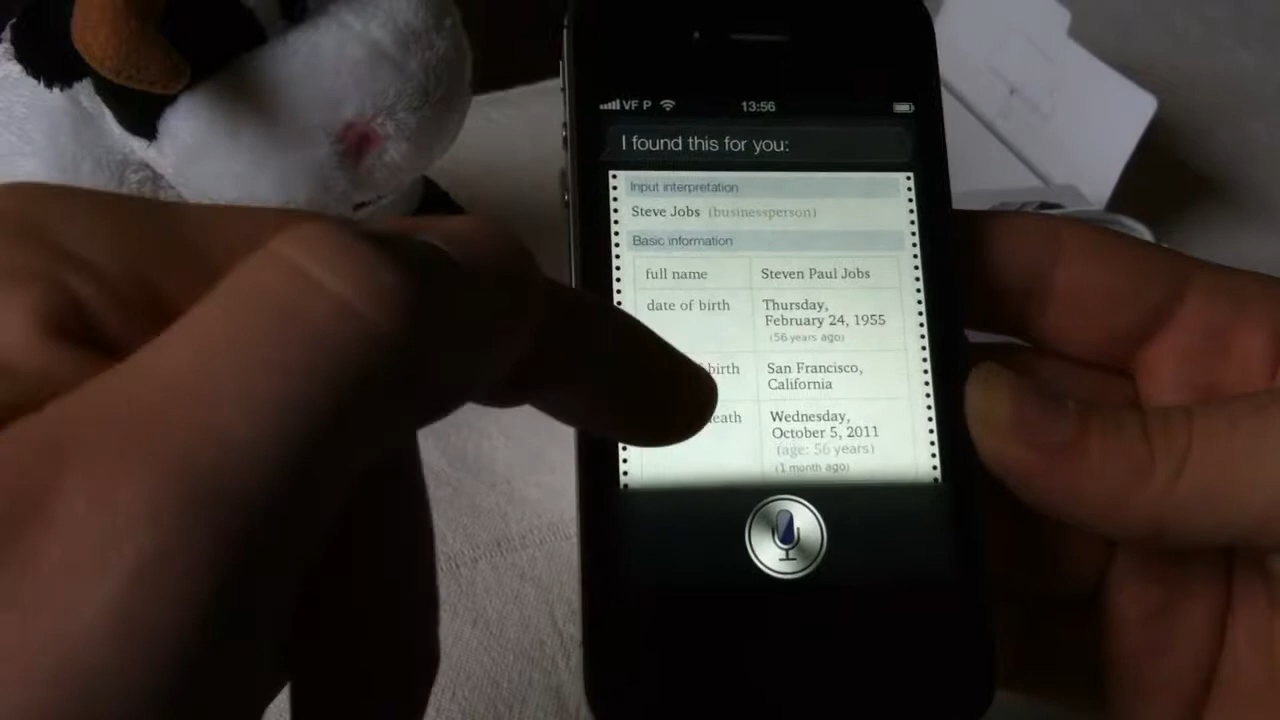 VF P 13:56
I found this for you:
Input interpretation
Steve Jobs (businessperson)
Basic information
full name Steven Paul Jobs
date of birth Thursday,
February 24, 1955
(56 years ago)
birth San Francisco,
California
eath Wednesday,
October 5, 2011
(age: 56 years)
(1 month ago)